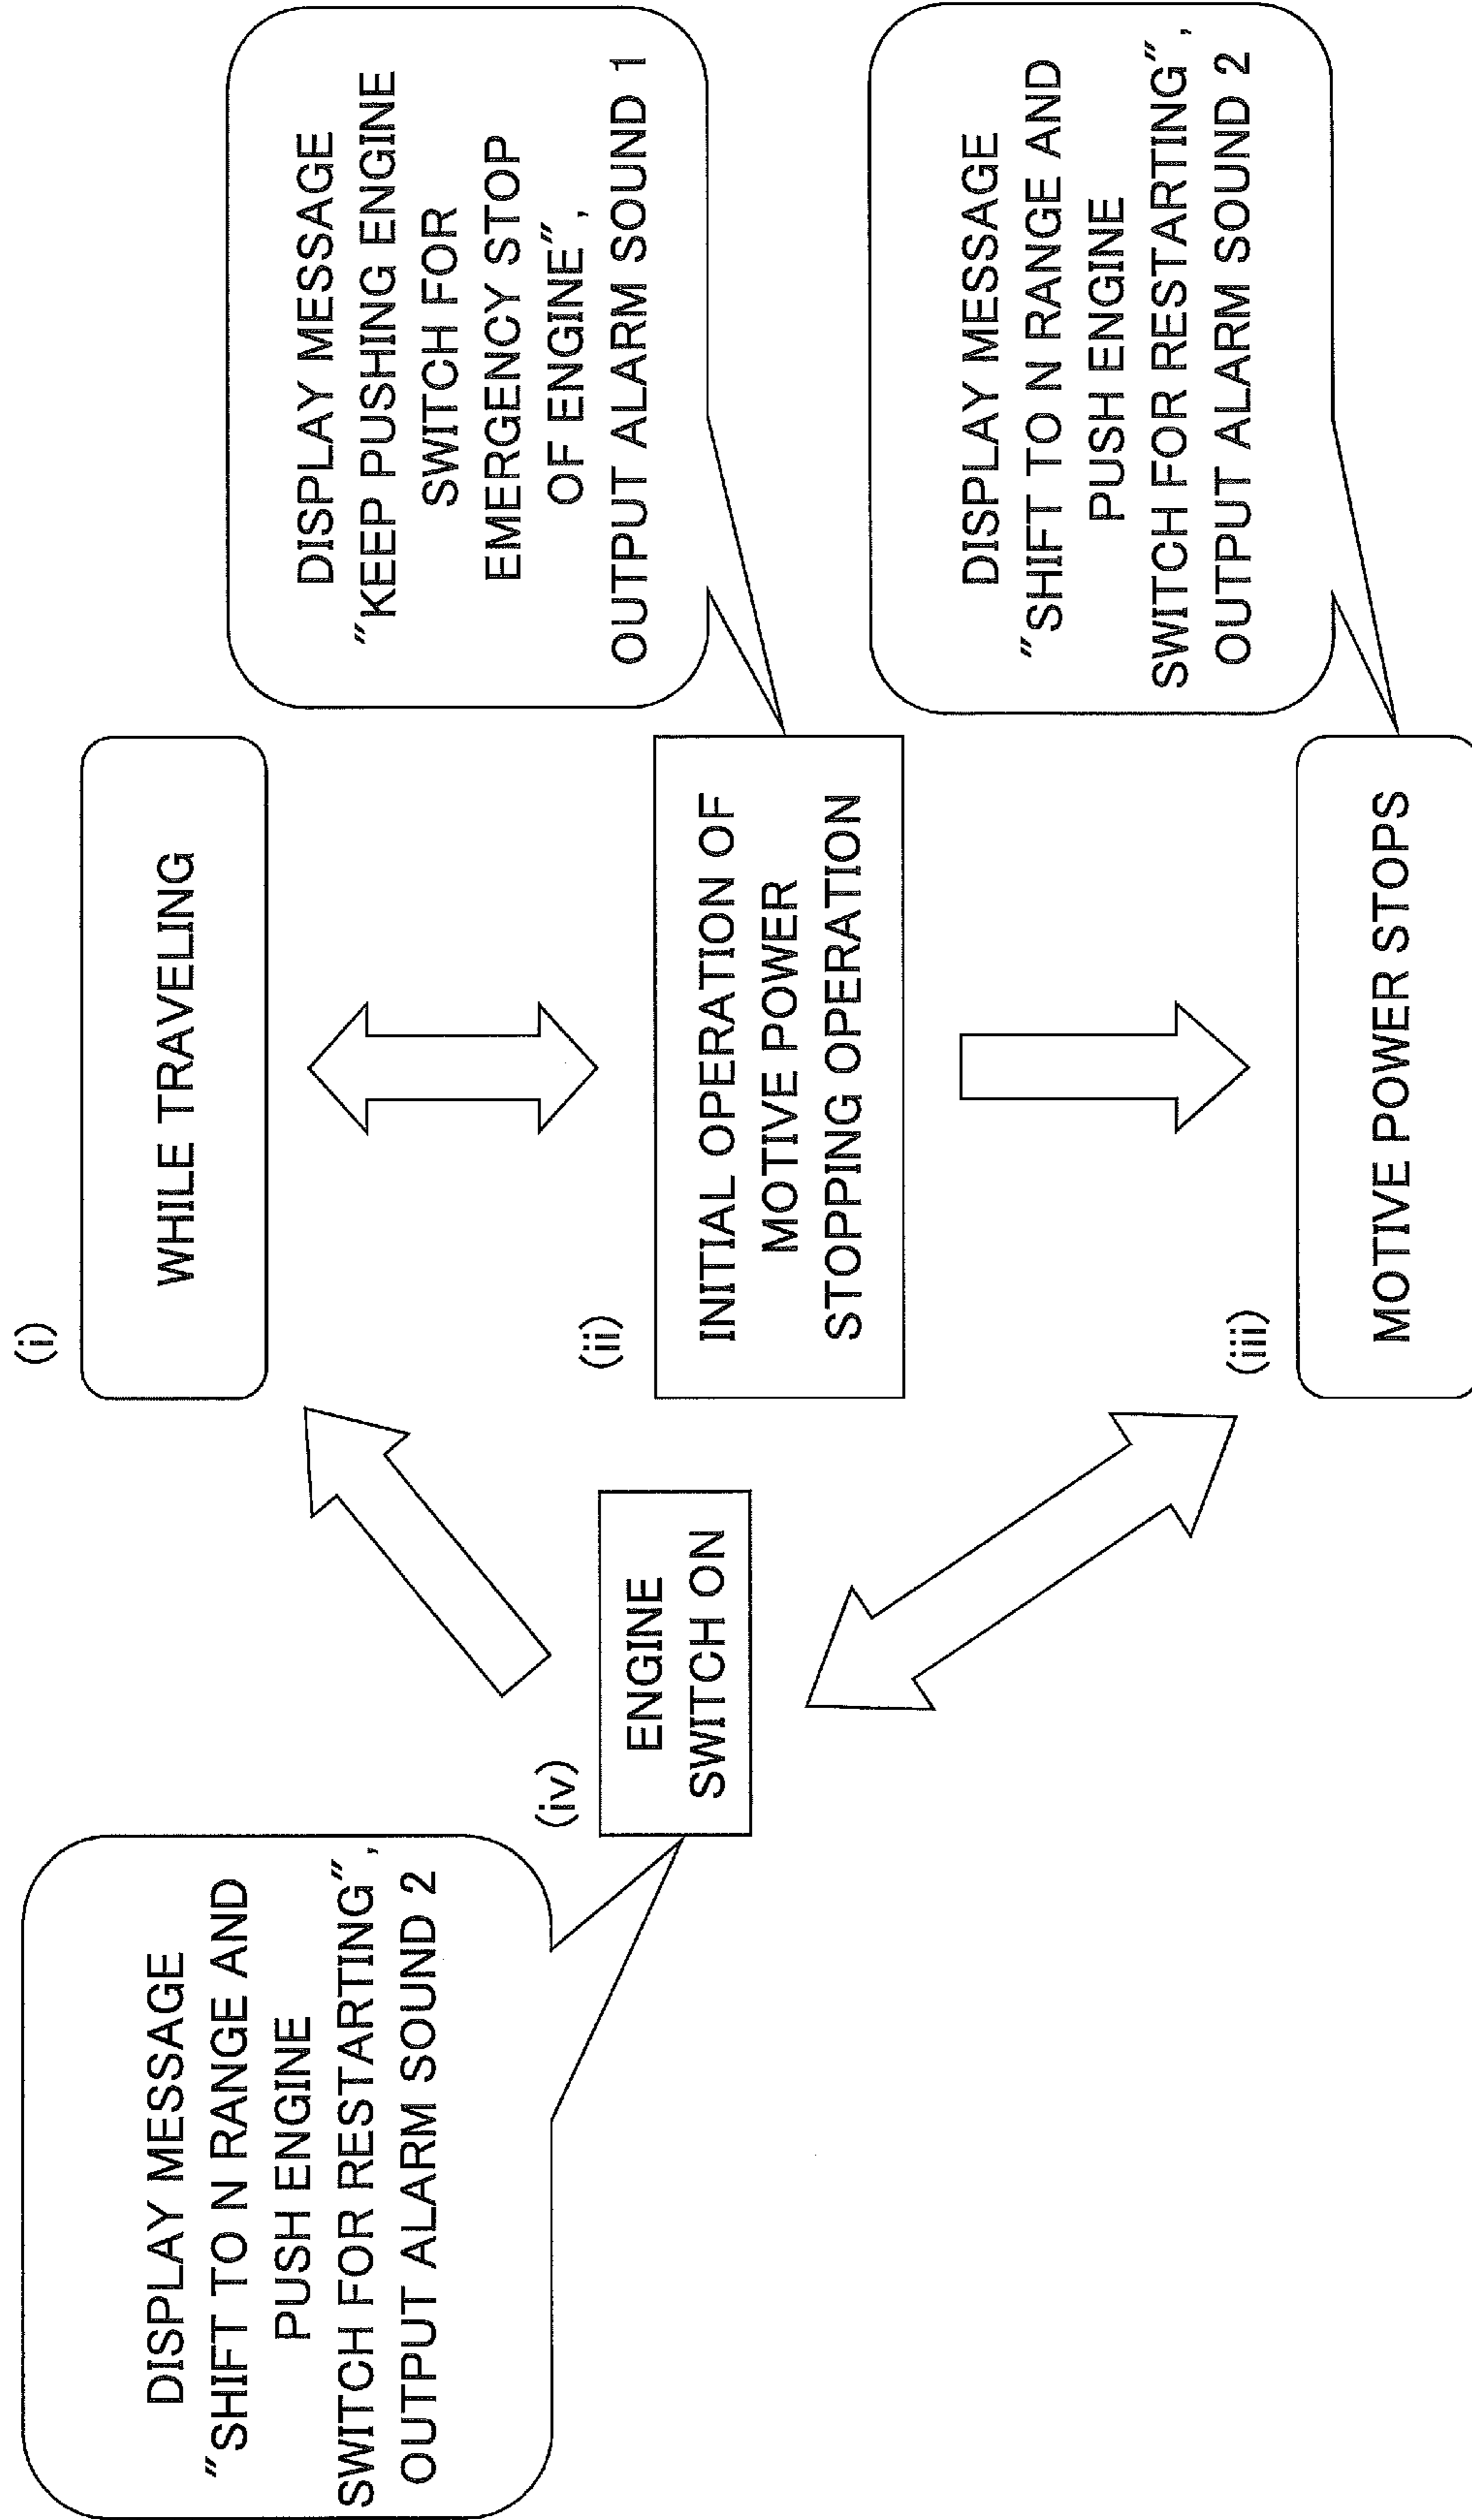 (i)
WHILE TRAVELING
DISPLAY MESSAGE
"KEEP PUSHING ENGINE
SWITCH FOR
EMERGENCY STOP
OF ENGINE",
OUTPUT ALARM SOUND 1
(ii)
INITIAL OPERATION OF
MOTIVE POWER
STOPPING OPERATION
DISPLAY MESSAGE
"SHIFT TO N RANGE AND
PUSH ENGINE
SWITCH FOR RESTARTING",
OUTPUT ALARM SOUND 2
(iii)
MOTIVE POWER STOPS
DISPLAY MESSAGE
"SHIFT TO N RANGE AND
PUSH ENGINE
SWITCH FOR RESTARTING",
OUTPUT ALARM SOUND 2
(iv)
ENGINE
SWITCH ON